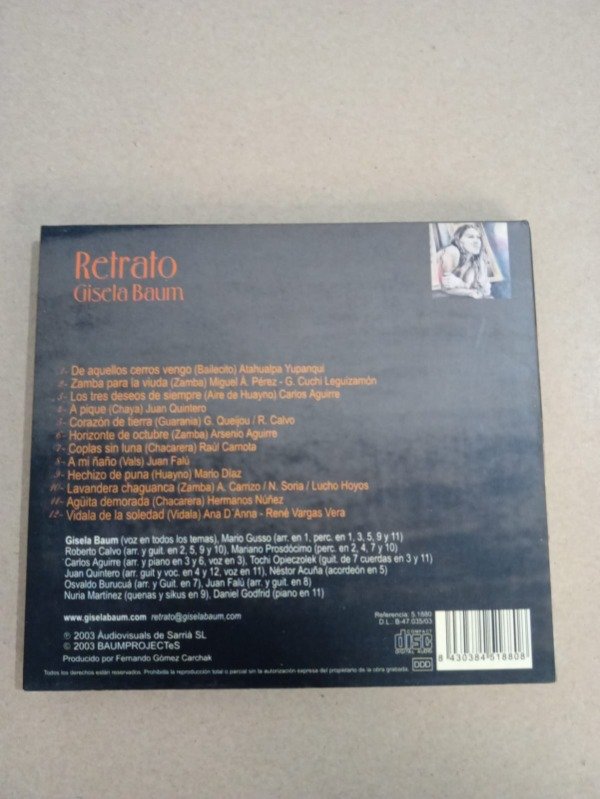 Retrato
Gisela Baum
1- De aquellos cerros vengo (Bailecito) Atahualpa Yupanqui
2- Zamba para la viuda (Zamba) Miguel Á. Pérez - G. Cuchi Leguizamón
3- Los tres deseos de siempre (Aire de Huayno) Carlos Aguirre
4- A pique (Chaya) Juan Quintero
5- Corazón de tierra (Guarania) G. Queijou / R. Calvo
6- Horizonte de octubre (Zamba) Arsenio Aguirre
7- Coplas sin luna (Chacarera) Raúl Carnota
8- A mi ñaño (Vals) Juan Falú
9- Hechizo de puna (Huayno) Mario Díaz
10- Lavandera chaguanca (Zamba) A. Carrizo / N. Soria / Lucho Hoyos
11- Agüita demorada (Chacarera) Hermanos Núñez
12- Vidala de la soledad (Vidala) Ana D´Anna - René Vargas Vera
Gisela Baum (voz en todos los temas), Mario Gusso (arr. en 1, perc. en 1, 3, 5, 9 y 11)
Roberto Calvo (arr. y guit. en 2, 5, 9 y 10), Mariano Prosdócimo (perc. en 2, 4, 7 y 10)
Carlos Aguirre (arr. y piano en 3 y 6, voz en 3), Tochi Opieczolek (guit. de 7 cuerdas en 3 y 11)
Juan Quintero (arr. guit y voc. en 4 y 12, voz en 11), Néstor Acuña (acordeón en 5)
Osvaldo Burucuá (arr. y Guit. en 7), Juan Falú (arr. y guit. en 8)
Nuria Martínez (quenas y sikus en 9), Daniel Godfrid (piano en 11)
www.giselabaum.com retrato@giselabaum.com
℗ 2003 Àudiovisuals de Sarrià SL
© 2003 BAUMPROJECTeS
Producido por Fernando Gómez Carchak
Referencia: 5.1880
D.L.: B-47.035/03
COMPACT
disc
DIGITAL AUDIO
DDD
8 430384 518808
Todos los derechos están reservados. Prohibida la reproducción total o parcial sin la autorización expresa del propietario de la obra grabada.